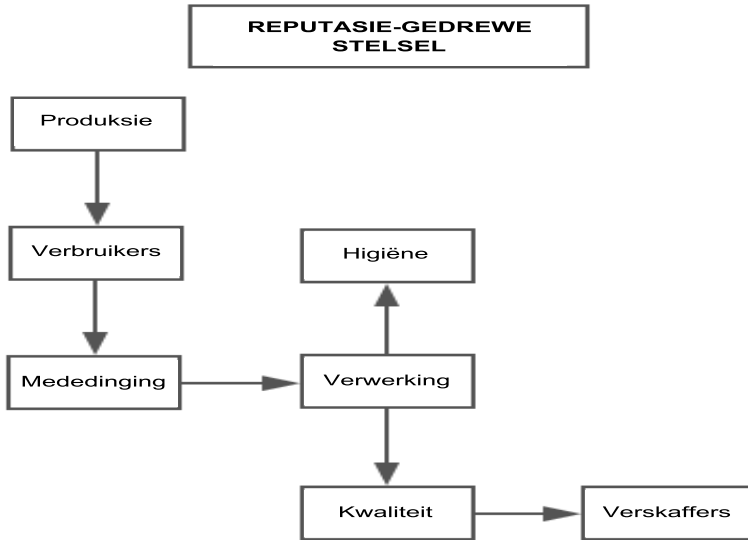 REPUTASIE-GEDREWE
STELSEL
Produksie
Verbruikers
Higiëne
Mededinging
Verwerking
Kwaliteit
Verskaffers